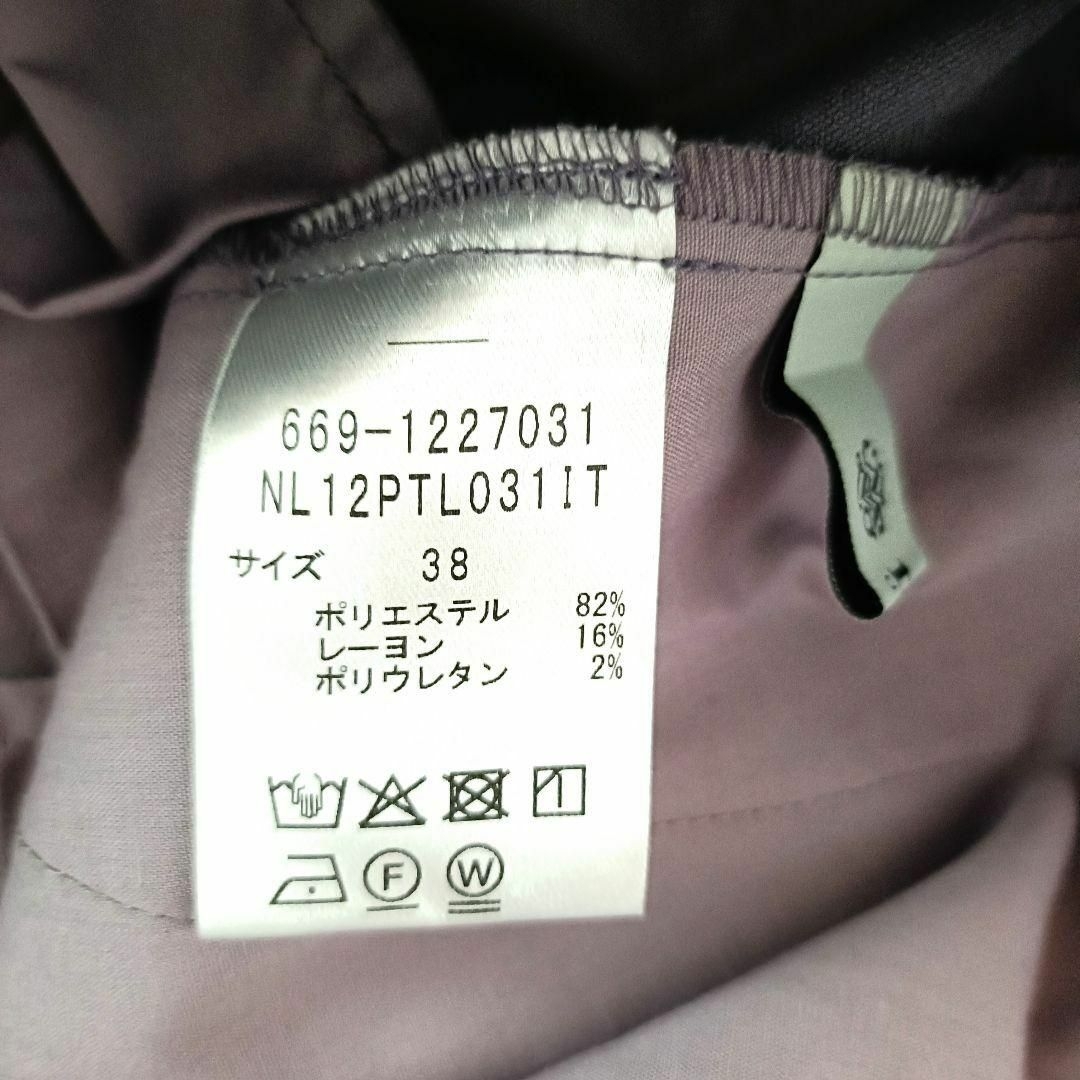 669-1227031
NL12PTL031IT
サイズ 38
ポリエステル 82%
レーヨン 16%
ポリウレタン 2%
F W